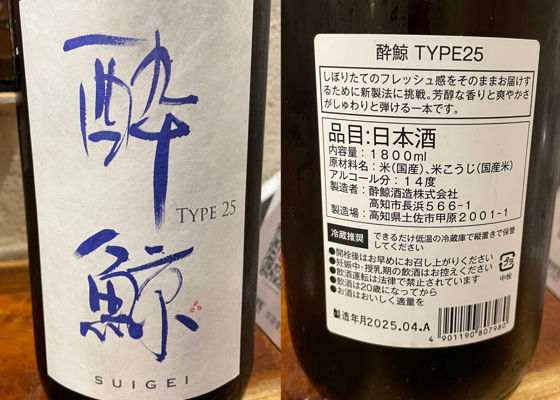 酔鯨
TYPE 25
SUIGEI
酔鯨 TYPE25
しぼりたてのフレッシュ感をそのままお届けす
るために新製法に挑戦。芳醇な香りと爽やかさ
がしゅわりと弾ける一本です。
品目:日本酒
内容量:1800ml
原材料名:米(国産)、米こうじ(国産米)
アルコール分:14度
製造者:酔鯨酒造株式会社
高知市長浜566-1
製造場:高知県土佐市甲原2001-1
冷蔵推奨 できるだけ低温の冷蔵庫で縦置きで保管
してください
●開栓後はお早めにお召し上がりください
●妊娠中・授乳期の飲酒はお控えください
●飲酒運転は法律で禁止されています
●飲酒は20歳になってから
●お酒はおいしく適量を
プラ
中栓
製造年月2025.04.A
4 901190 807980